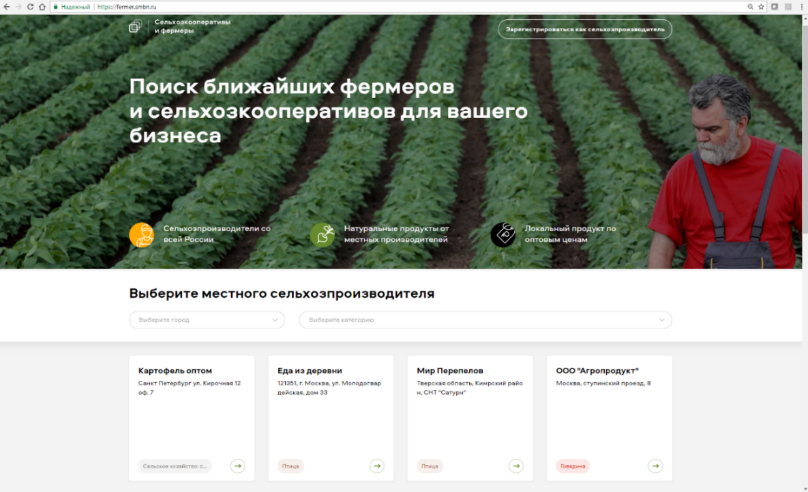 Надежный | https://fermer.smbn.ru
Сельхозкооперативы
и фермеры
Зарегистрироваться как сельхозпроизводитель
Поиск ближайших фермеров
и сельхозкооперативов для вашего
бизнеса
Сельхозпроизводители со
всей России
Натуральные продукты от
местных производителей
Локальный продукт по
оптовым ценам
Выберите местного сельхозпроизводителя
Выберите город
Выберите категорию
Картофель оптом
Санкт Петербург ул. Кирочная 12
оф. 7
Сельское хозяйство с...
Еда из деревни
121351, г. Москва, ул. Молодогвар
дейская, дом 33
Птица
Мир Перепелов
Тверская область, Кимрский райо
н, СНТ "Сатурн"
Птица
ООО "Агропродукт"
Москва, ступинский проезд, 8
Говядина